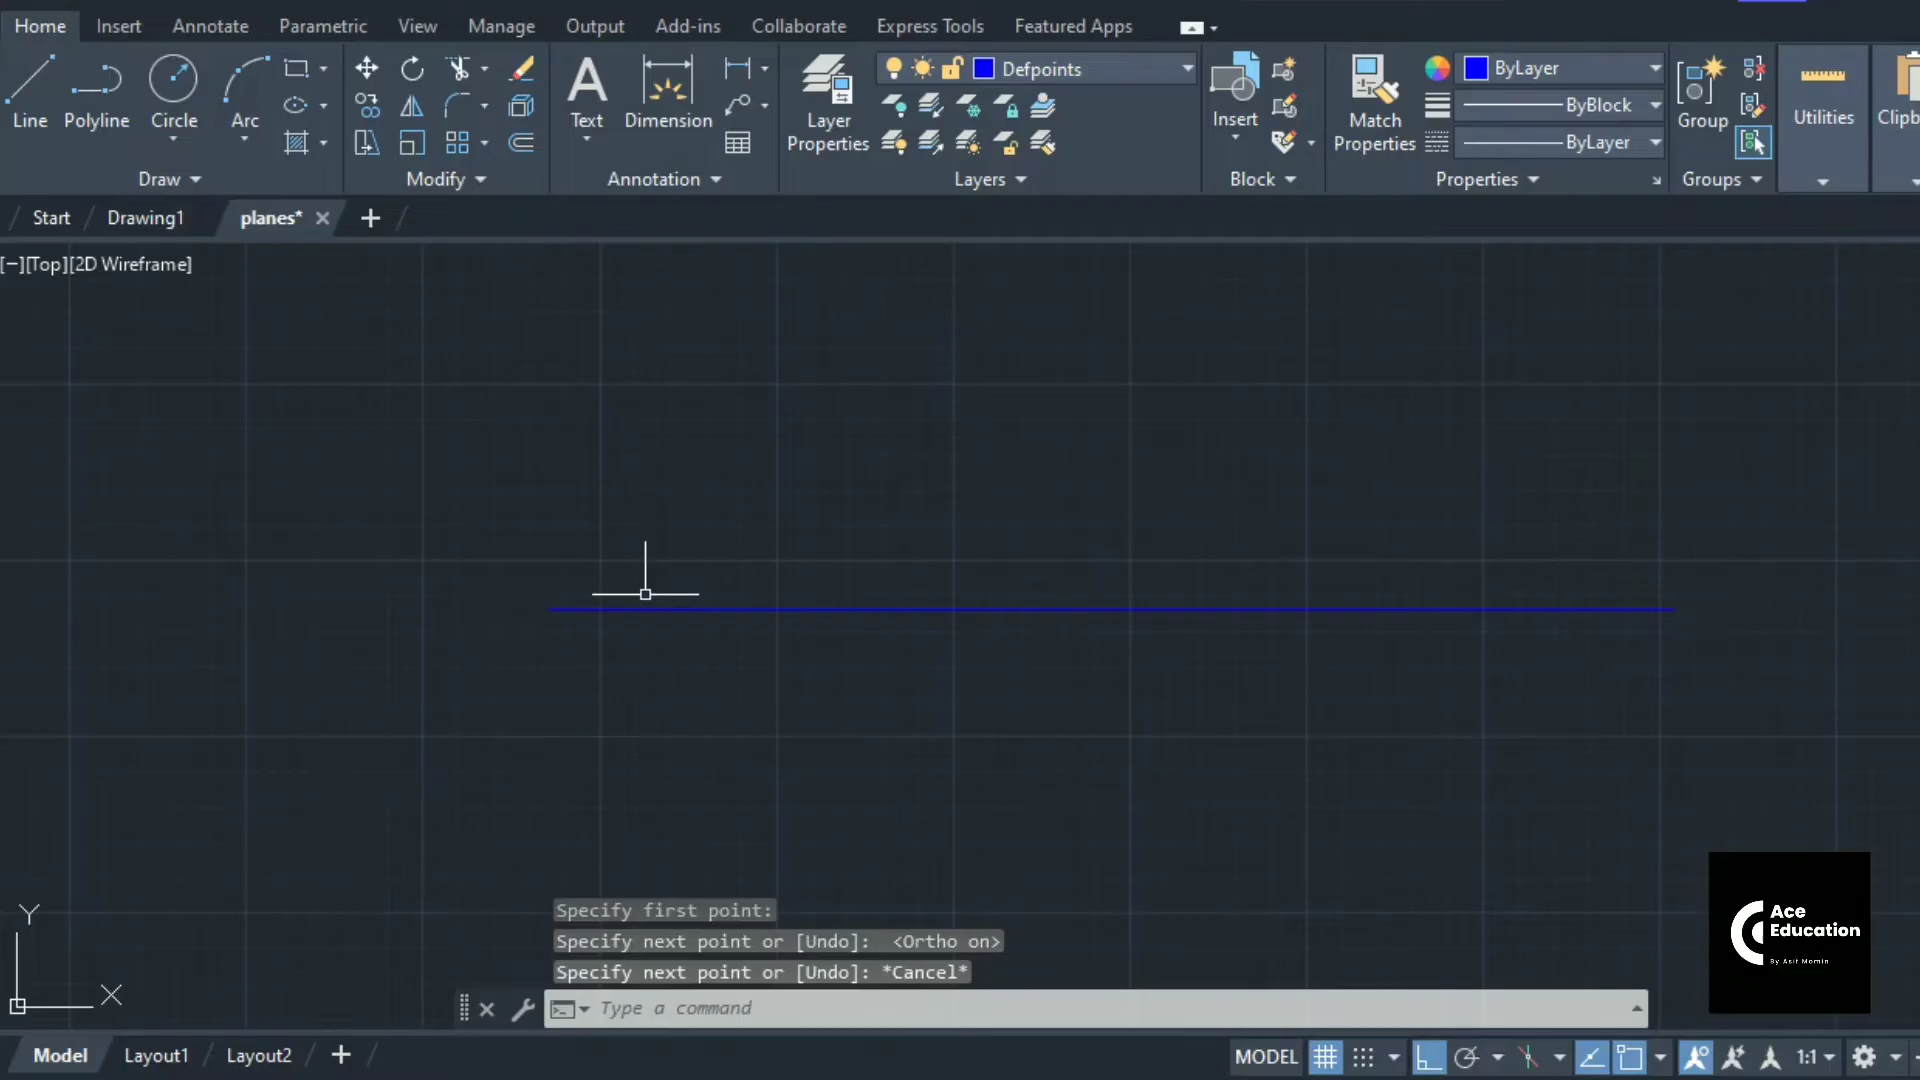 Home Insert Annotate Parametric View Manage Output Add-ins Collaborate Express Tools Featured Apps
Line Polyline Circle Arc
Text Dimension
Layer Properties
Defpoints
Insert
Match Properties
ByLayer
ByBlock
ByLayer
Group
Utilities
Clipb
Draw Modify Annotation Layers Block Properties Groups
Start Drawing1 planes*
[−][Top][2D Wireframe]
Specify first point:
Specify next point or [Undo]: <Ortho on>
Specify next point or [Undo]: *Cancel*
Type a command
Y
X
Ace
Education
By Asif Momin
Model Layout1 Layout2
MODEL 1:1